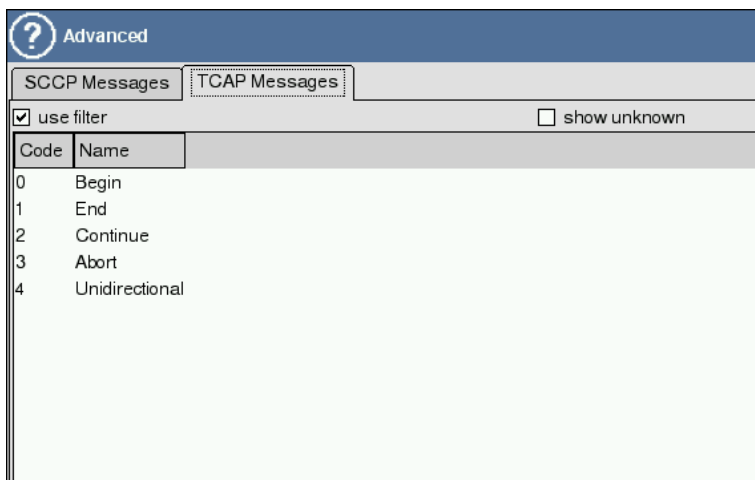 ? Advanced
SCCP Messages TCAP Messages
use filter show unknown
Code Name
0 Begin
1 End
2 Continue
3 Abort
4 Unidirectional